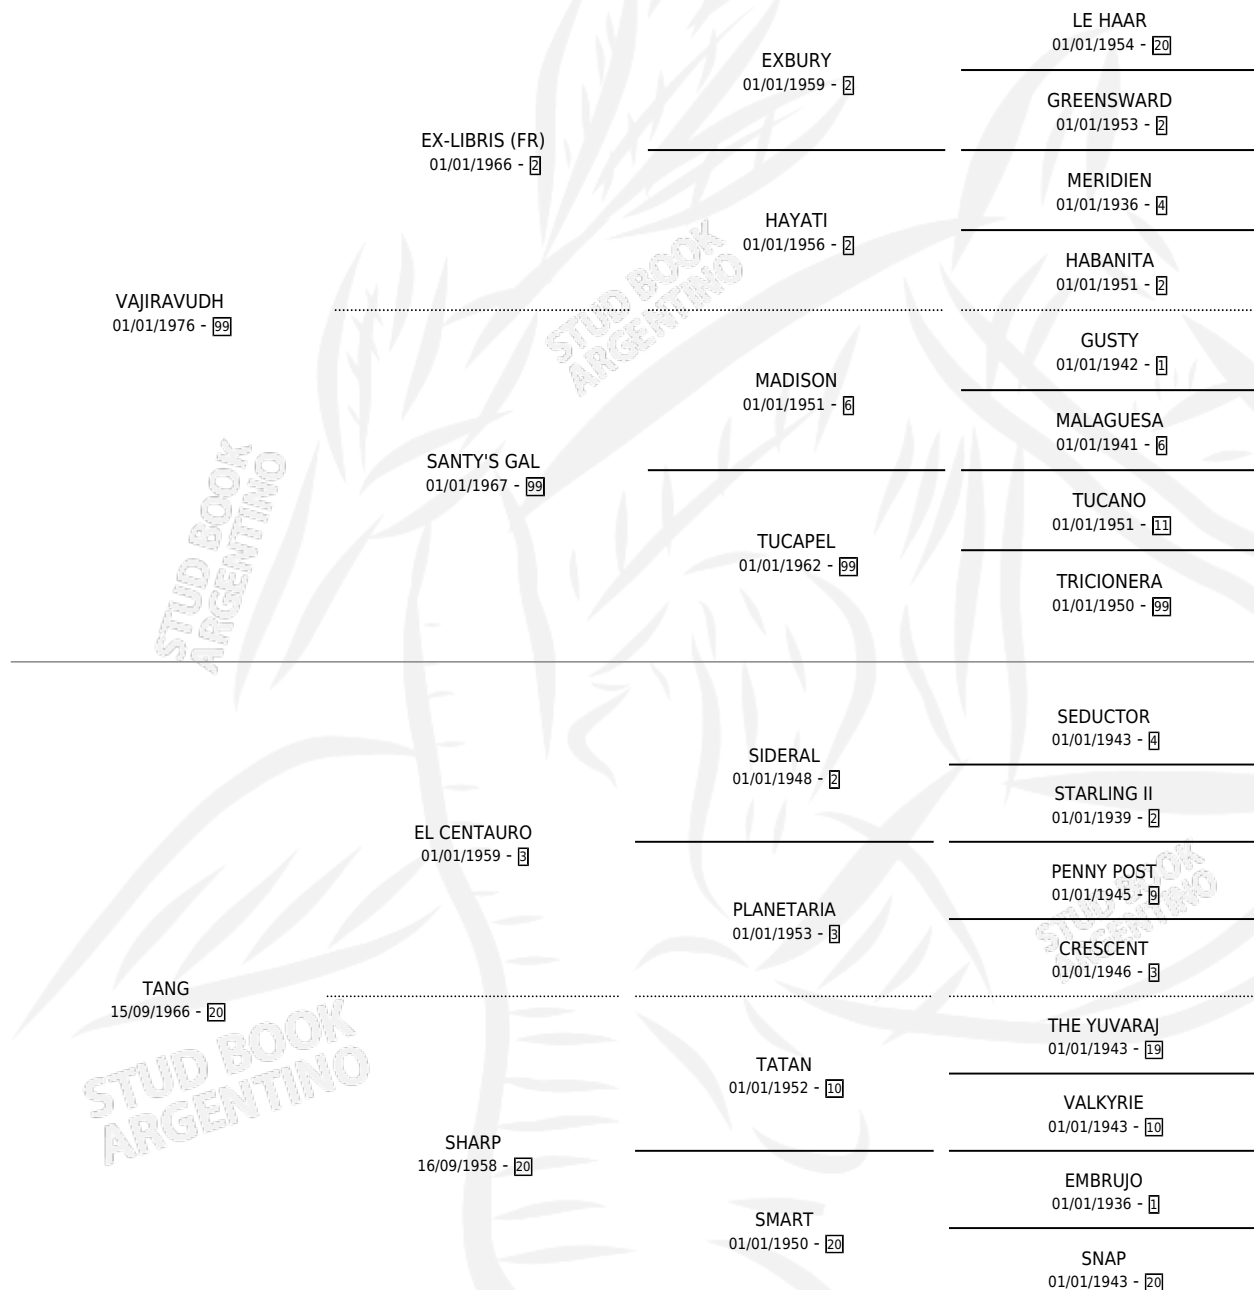 LE HAAR
01/01/1954 - 20
EXBURY
01/01/1959 - 2
GREENSWARD
01/01/1953 - 2
EX-LIBRIS (FR)
01/01/1966 - 2
MERIDIEN
01/01/1936 - 4
HAYATI
01/01/1956 - 2
HABANITA
01/01/1951 - 2
VAJIRAVUDH
01/01/1976 - 99
GUSTY
01/01/1942 - 1
MADISON
01/01/1951 - 6
MALAGUESA
01/01/1941 - 6
SANTY'S GAL
01/01/1967 - 99
TUCANO
01/01/1951 - 11
TUCAPEL
01/01/1962 - 99
TRICIONERA
01/01/1950 - 99
SEDUCTOR
01/01/1943 - 4
SIDERAL
01/01/1948 - 2
STARLING II
01/01/1939 - 2
EL CENTAURO
01/01/1959 - 3
PENNY POST
01/01/1945 - 9
PLANETARIA
01/01/1953 - 3
CRESCENT
01/01/1946 - 3
TANG
15/09/1966 - 20
THE YUVARAJ
01/01/1943 - 19
TATAN
01/01/1952 - 10
VALKYRIE
01/01/1943 - 10
SHARP
16/09/1958 - 20
EMBRUJO
01/01/1936 - 1
SMART
01/01/1950 - 20
SNAP
01/01/1943 - 20
STUD BOOK
ARGENTINO
STUD BOOK
ARGENTINO
STUD BOOK
ARGENTINO
STUD BOOK
ARGENTINO